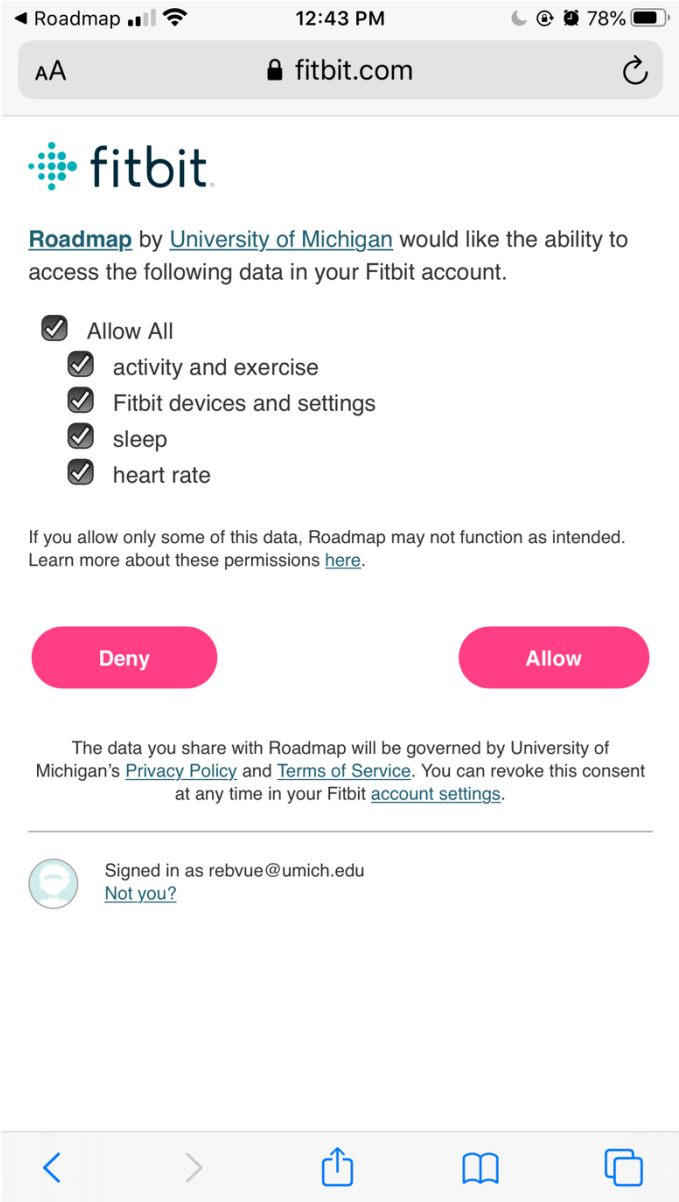 Roadmap
12:43 PM
78%
AA
fitbit.com
fitbit
Roadmap by University of Michigan would like the ability to
access the following data in your Fitbit account.
Allow All
activity and exercise
Fitbit devices and settings
sleep
heart rate
If you allow only some of this data, Roadmap may not function as intended.
Learn more about these permissions here.
Deny
Allow
The data you share with Roadmap will be governed by University of
Michigan’s Privacy Policy and Terms of Service. You can revoke this consent
at any time in your Fitbit account settings.
Signed in as rebvue@umich.edu
Not you?